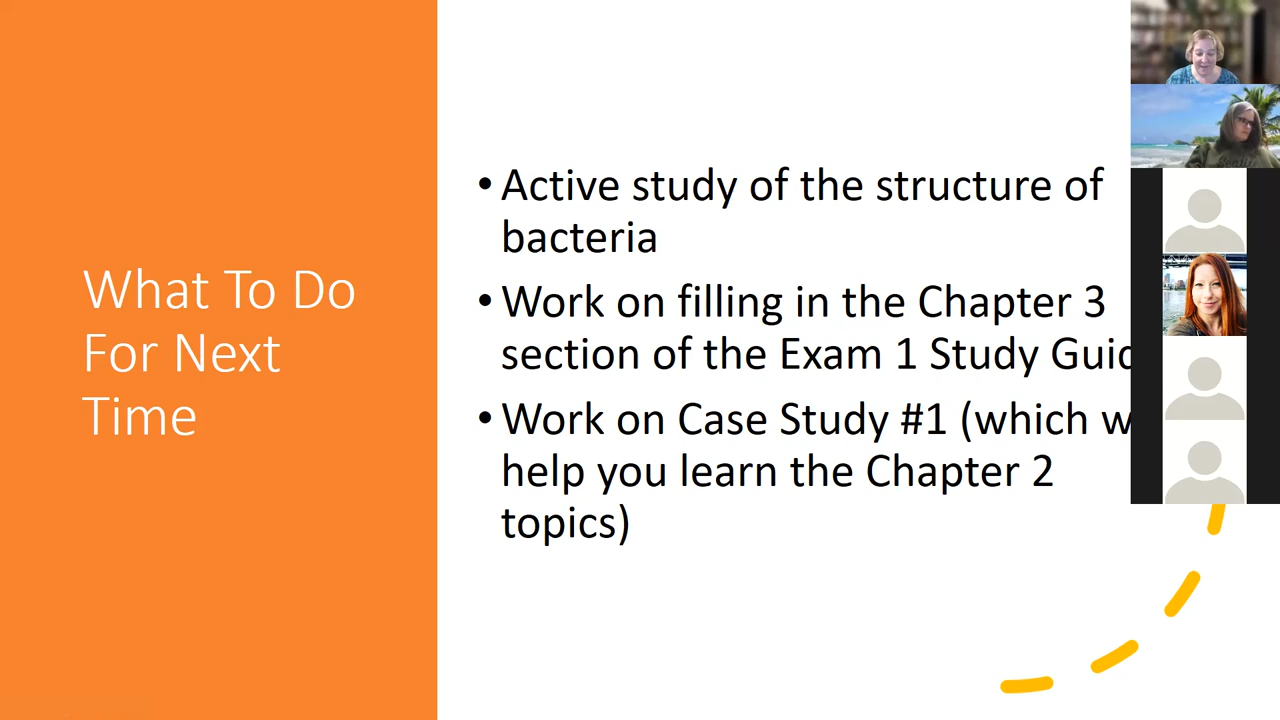 What To Do
For Next
Time
• Active study of the structure of
bacteria
• Work on filling in the Chapter 3
section of the Exam 1 Study
• Work on Case Study #1 (which
help you learn the Chapter 2
topics)